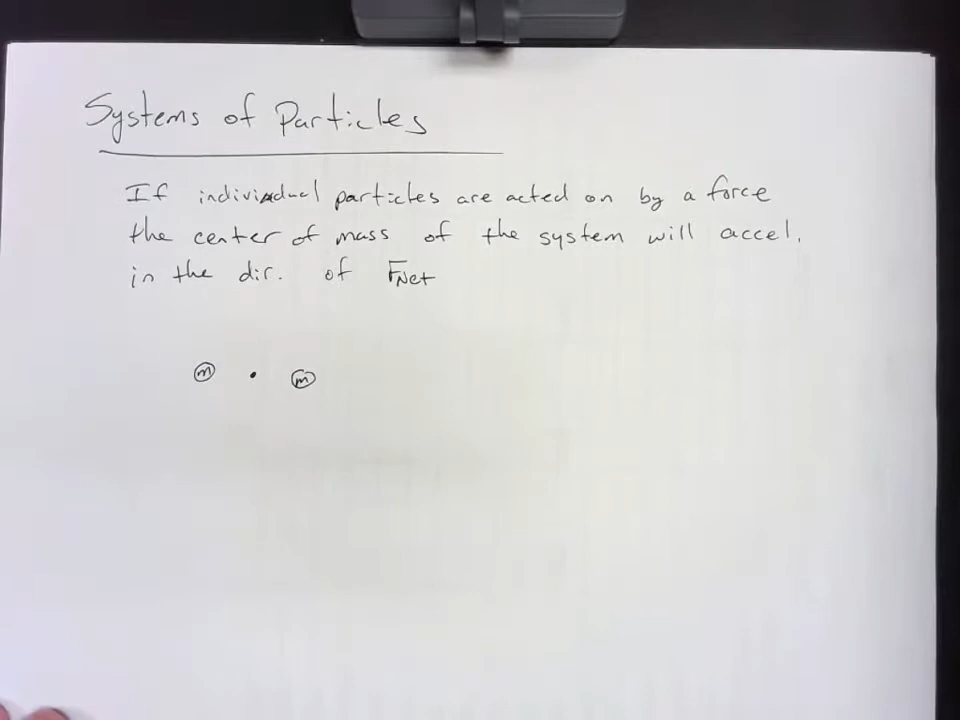 Systems of Particles
If individual particles are acted on by a force
the center of mass of the system will accel.
in the dir. of FNet
m · m